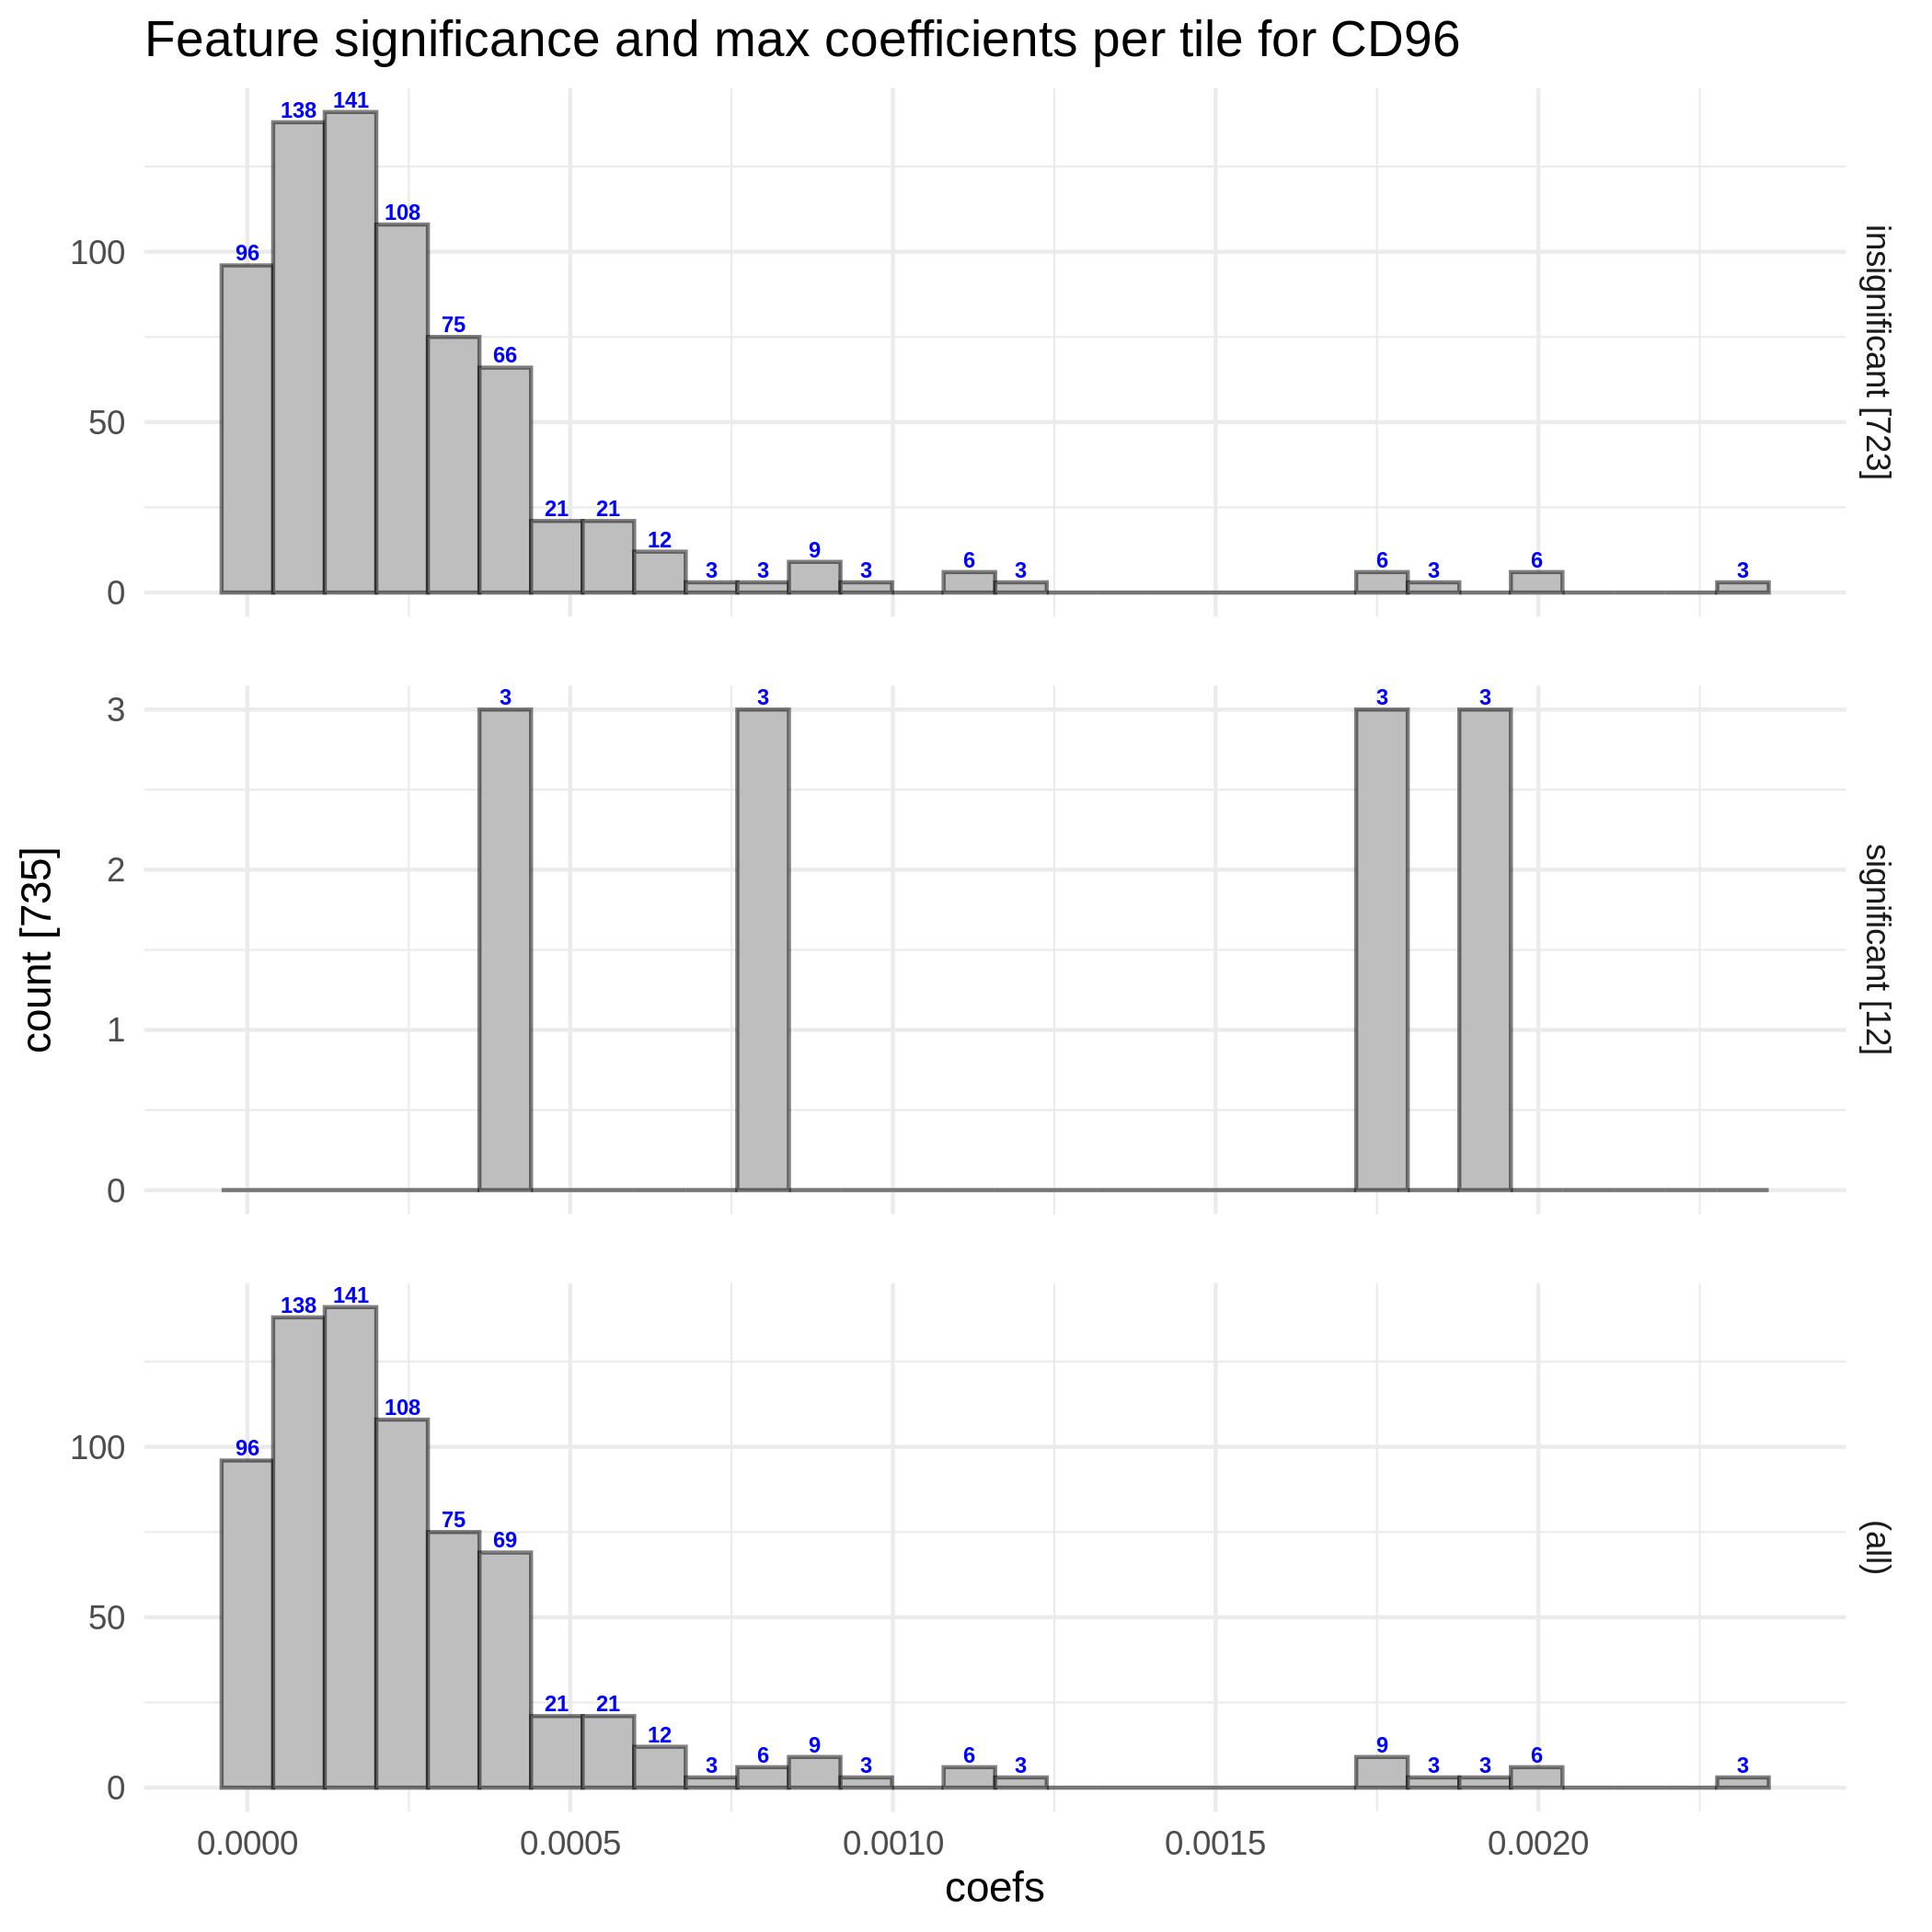 Feature significance and max coefficients per tile for CD96
138 141
96 108
75 66
21 21 12 3 3 9 3 6 3 6 3 6 3
100
50
0
insignificant [723]
3 3 3 3
3
2
1
0
significant [12]
count [735]
138 141
96 108
75 69
21 21 12 3 6 9 3 6 3 9 3 3 6 3
100
50
0
(all)
0.0000 0.0005 0.0010 0.0015 0.0020
coefs